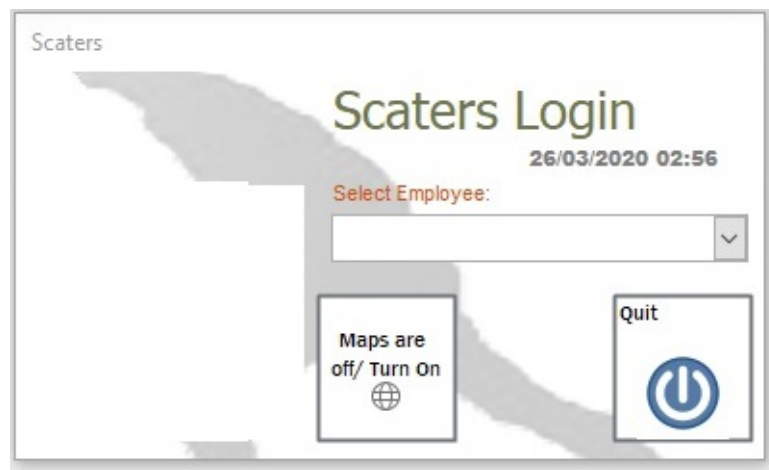 Scaters
Scaters Login
26/03/2020 02:56
Select Employee:
Maps are
off/ Turn On
Quit